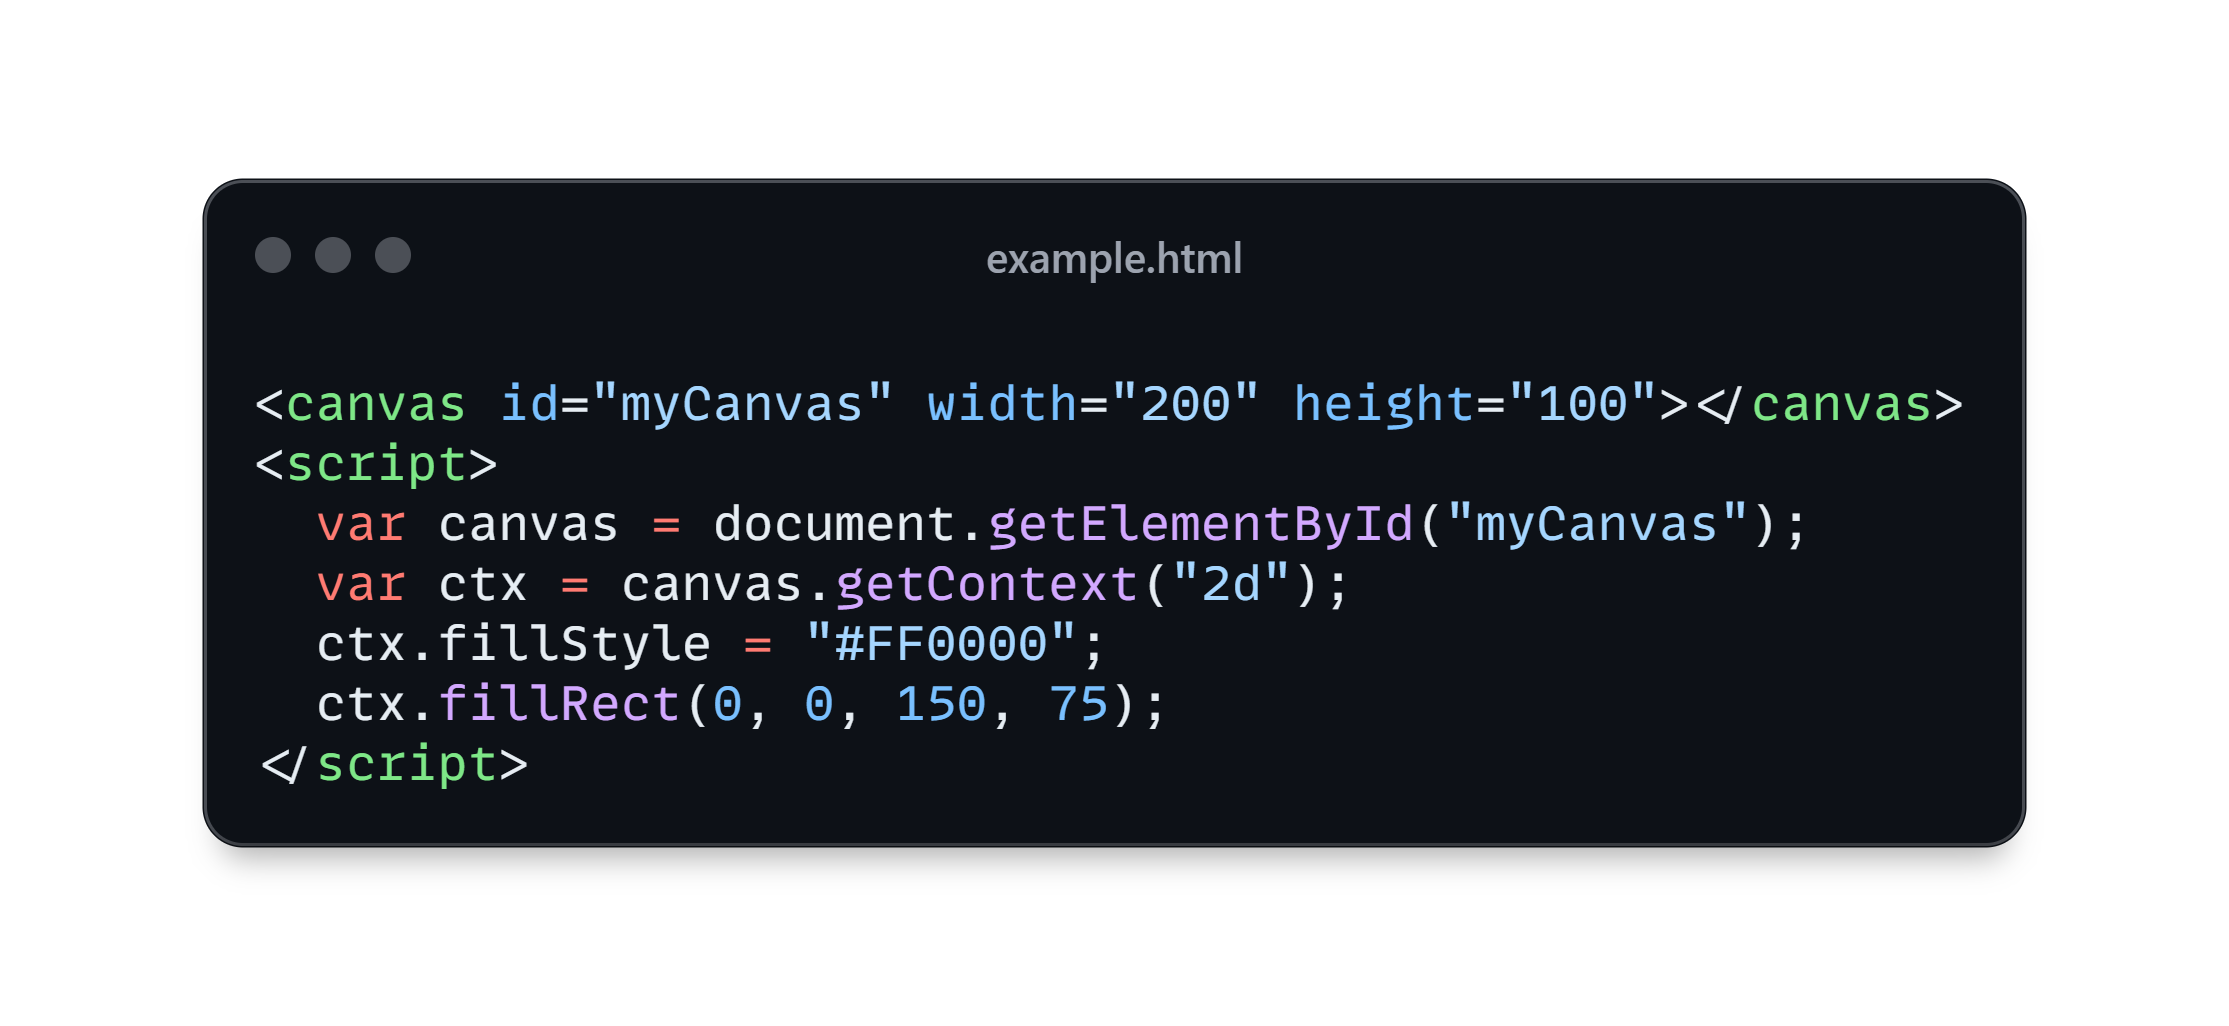 example.html
<canvas id="myCanvas" width="200" height="100"></canvas>
<script>
  var canvas = document.getElementById("myCanvas");
  var ctx = canvas.getContext("2d");
  ctx.fillStyle = "#FF0000";
  ctx.fillRect(0, 0, 150, 75);
</script>